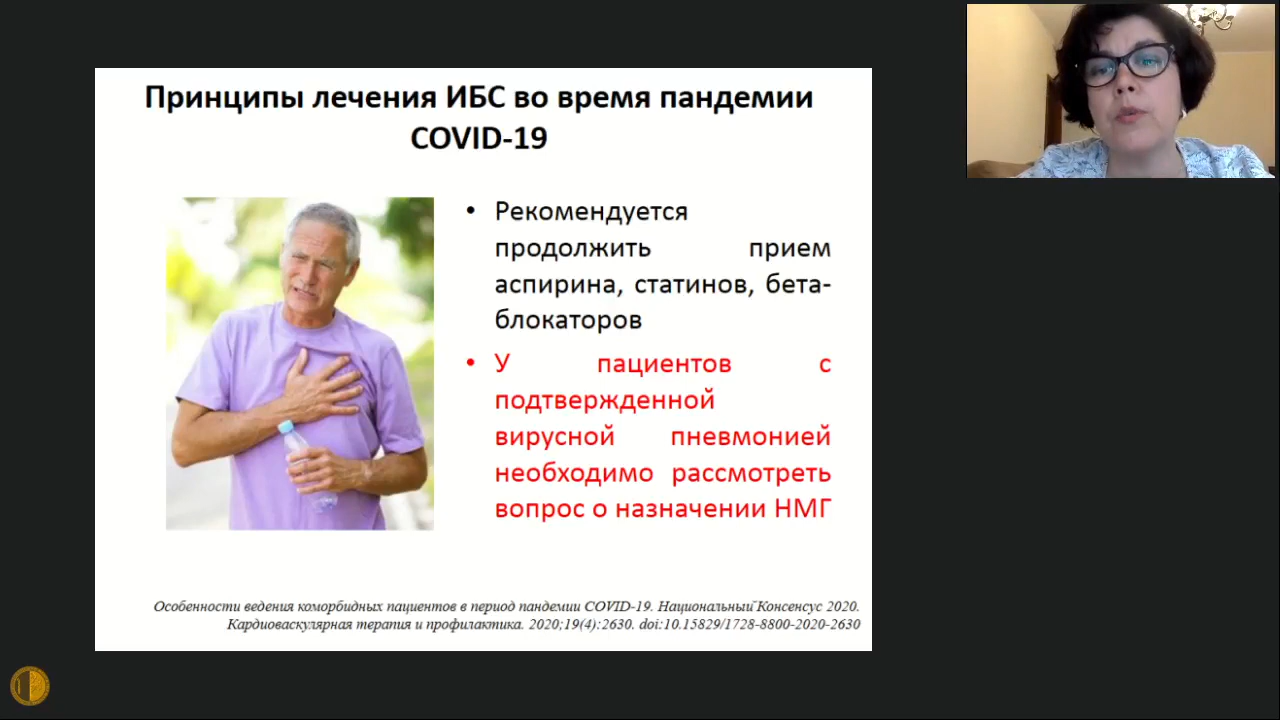 Принципы лечения ИБС во время пандемии
COVID-19
• Рекомендуется
продолжить прием
аспирина, статинов, бета-
блокаторов
• У пациентов с
подтвержденной
вирусной пневмонией
необходимо рассмотреть
вопрос о назначении НМГ
Особенности ведения коморбидных пациентов в период пандемии COVID-19. Национальный Консенсус 2020.
Кардиоваскулярная терапия и профилактика. 2020;19(4):2630. doi:10.15829/1728-8800-2020-2630